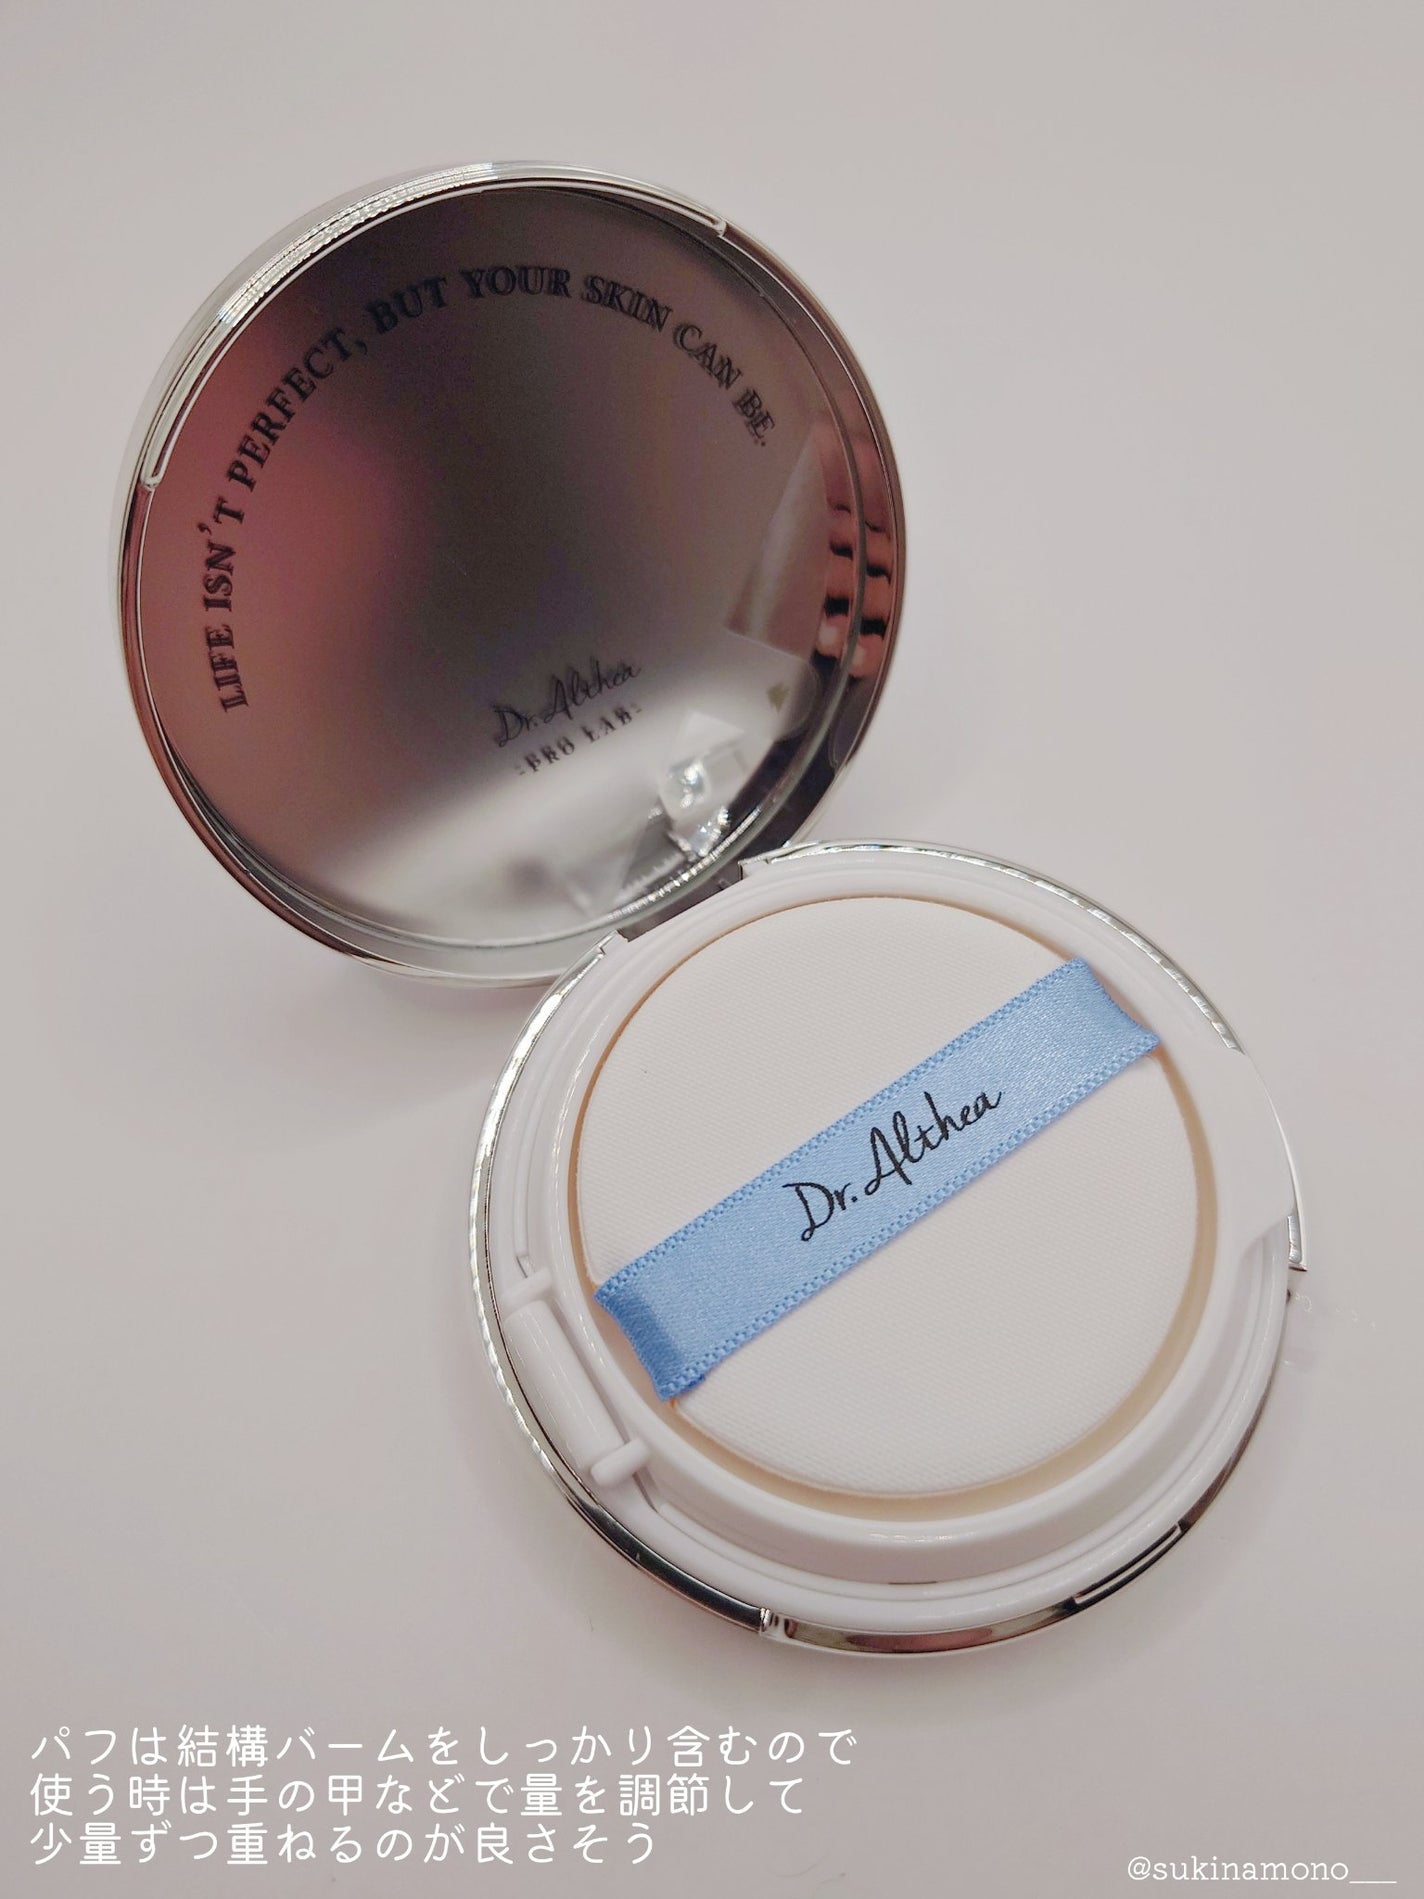 LIFE ISN'T PERFECT, BUT YOUR SKIN CAN BE.
Dr.Althea
-PRO LAB-
Dr.Althea
パフは結構バームをしっかり含むので
使う時は手の甲などで量を調節して
少量ずつ重ねるのが良さそう
@sukinamono___